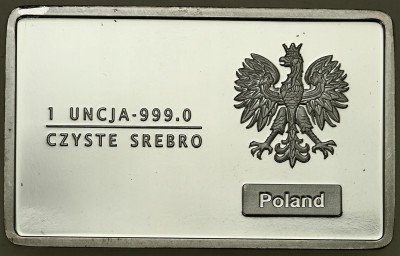 1 UNCJA-999.0
CZYSTE SREBRO
Poland